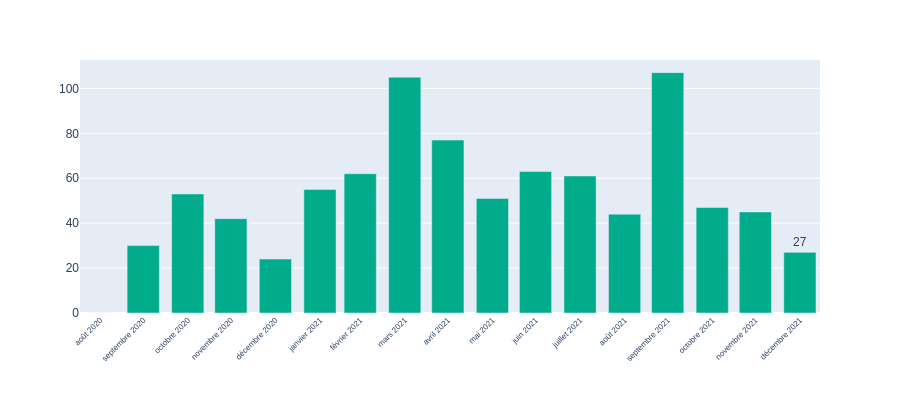 100
80
60
40
20
0
27
août 2020
septembre 2020
octobre 2020
novembre 2020
décembre 2020
janvier 2021
février 2021
mars 2021
avril 2021
mai 2021
juin 2021
juillet 2021
août 2021
septembre 2021
octobre 2021
novembre 2021
décembre 2021